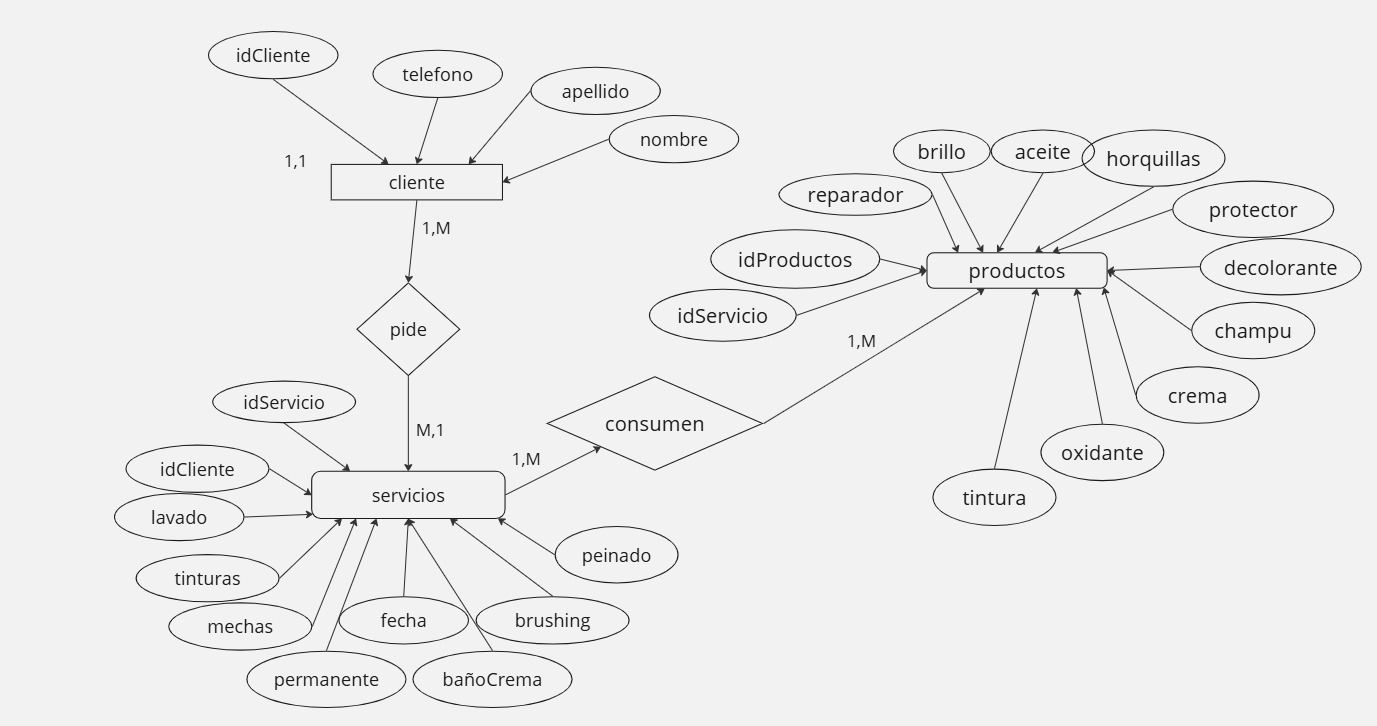 idCliente
telefono
apellido
nombre
1,1
cliente
1,M
pide
M,1
idServicio
idCliente
lavado
servicios
tinturas
mechas
permanente
fecha
bañoCrema
brushing
peinado
1,M
consumen
1,M
brillo
aceite
horquillas
reparador
protector
idProductos
productos
decolorante
idServicio
champu
crema
oxidante
tintura